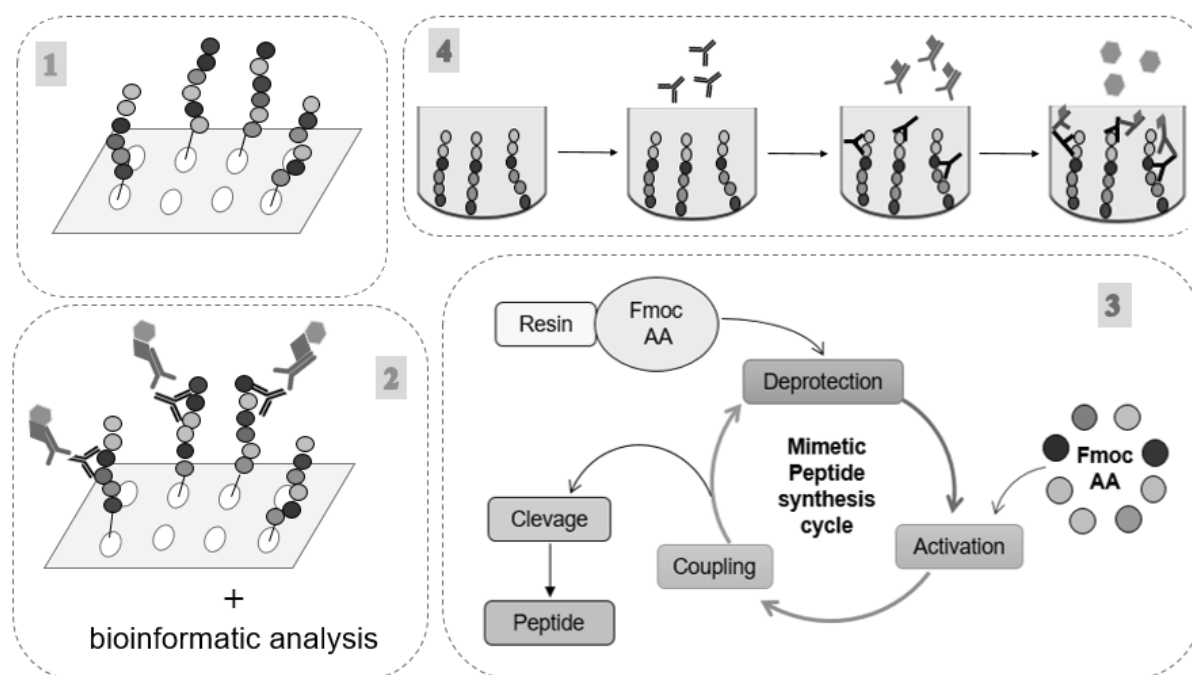 1
4
2
+
bioinformatic analysis
3
Resin
Fmoc
AA
Deprotection
Mimetic
Peptide
synthesis
cycle
Fmoc
AA
Activation
Coupling
Clevage
Peptide